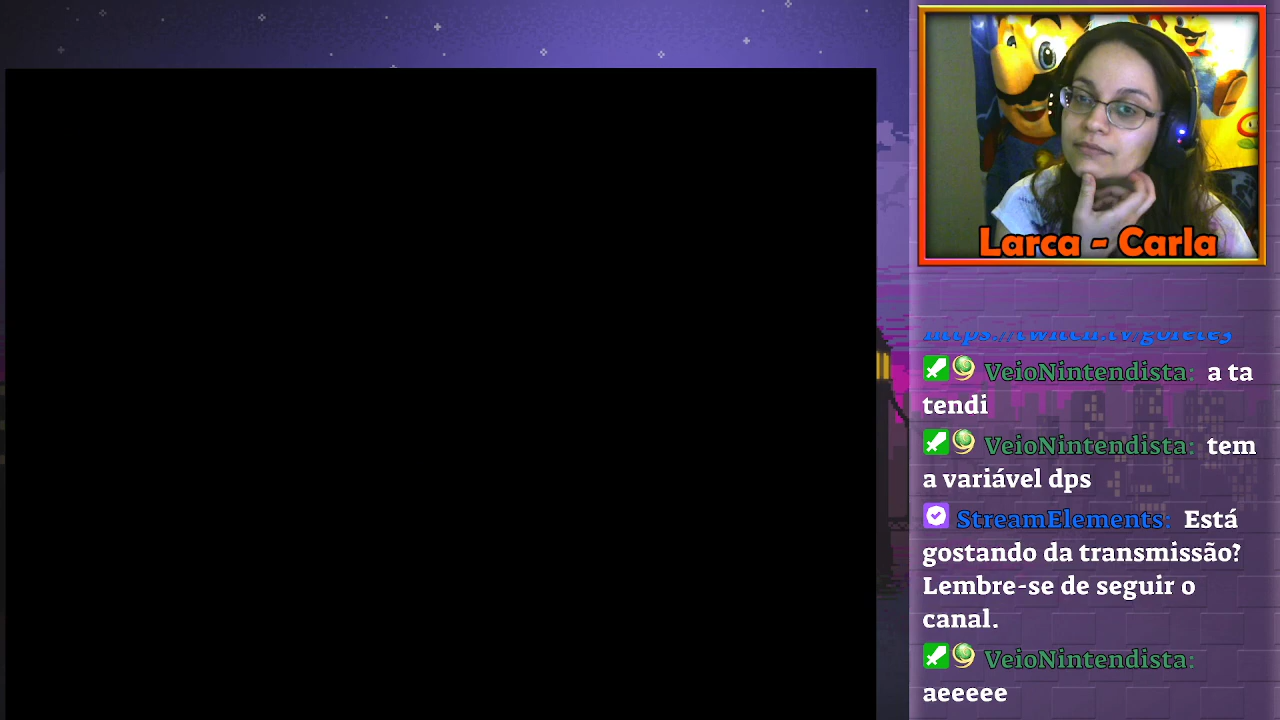 Larca - Carla
VeioNintendista: a ta
tendi
VeioNintendista: tem
a variável dps
StreamElements: Está
gostando da transmissão?
Lembre-se de seguir o
canal.
VeioNintendista:
aeeeee